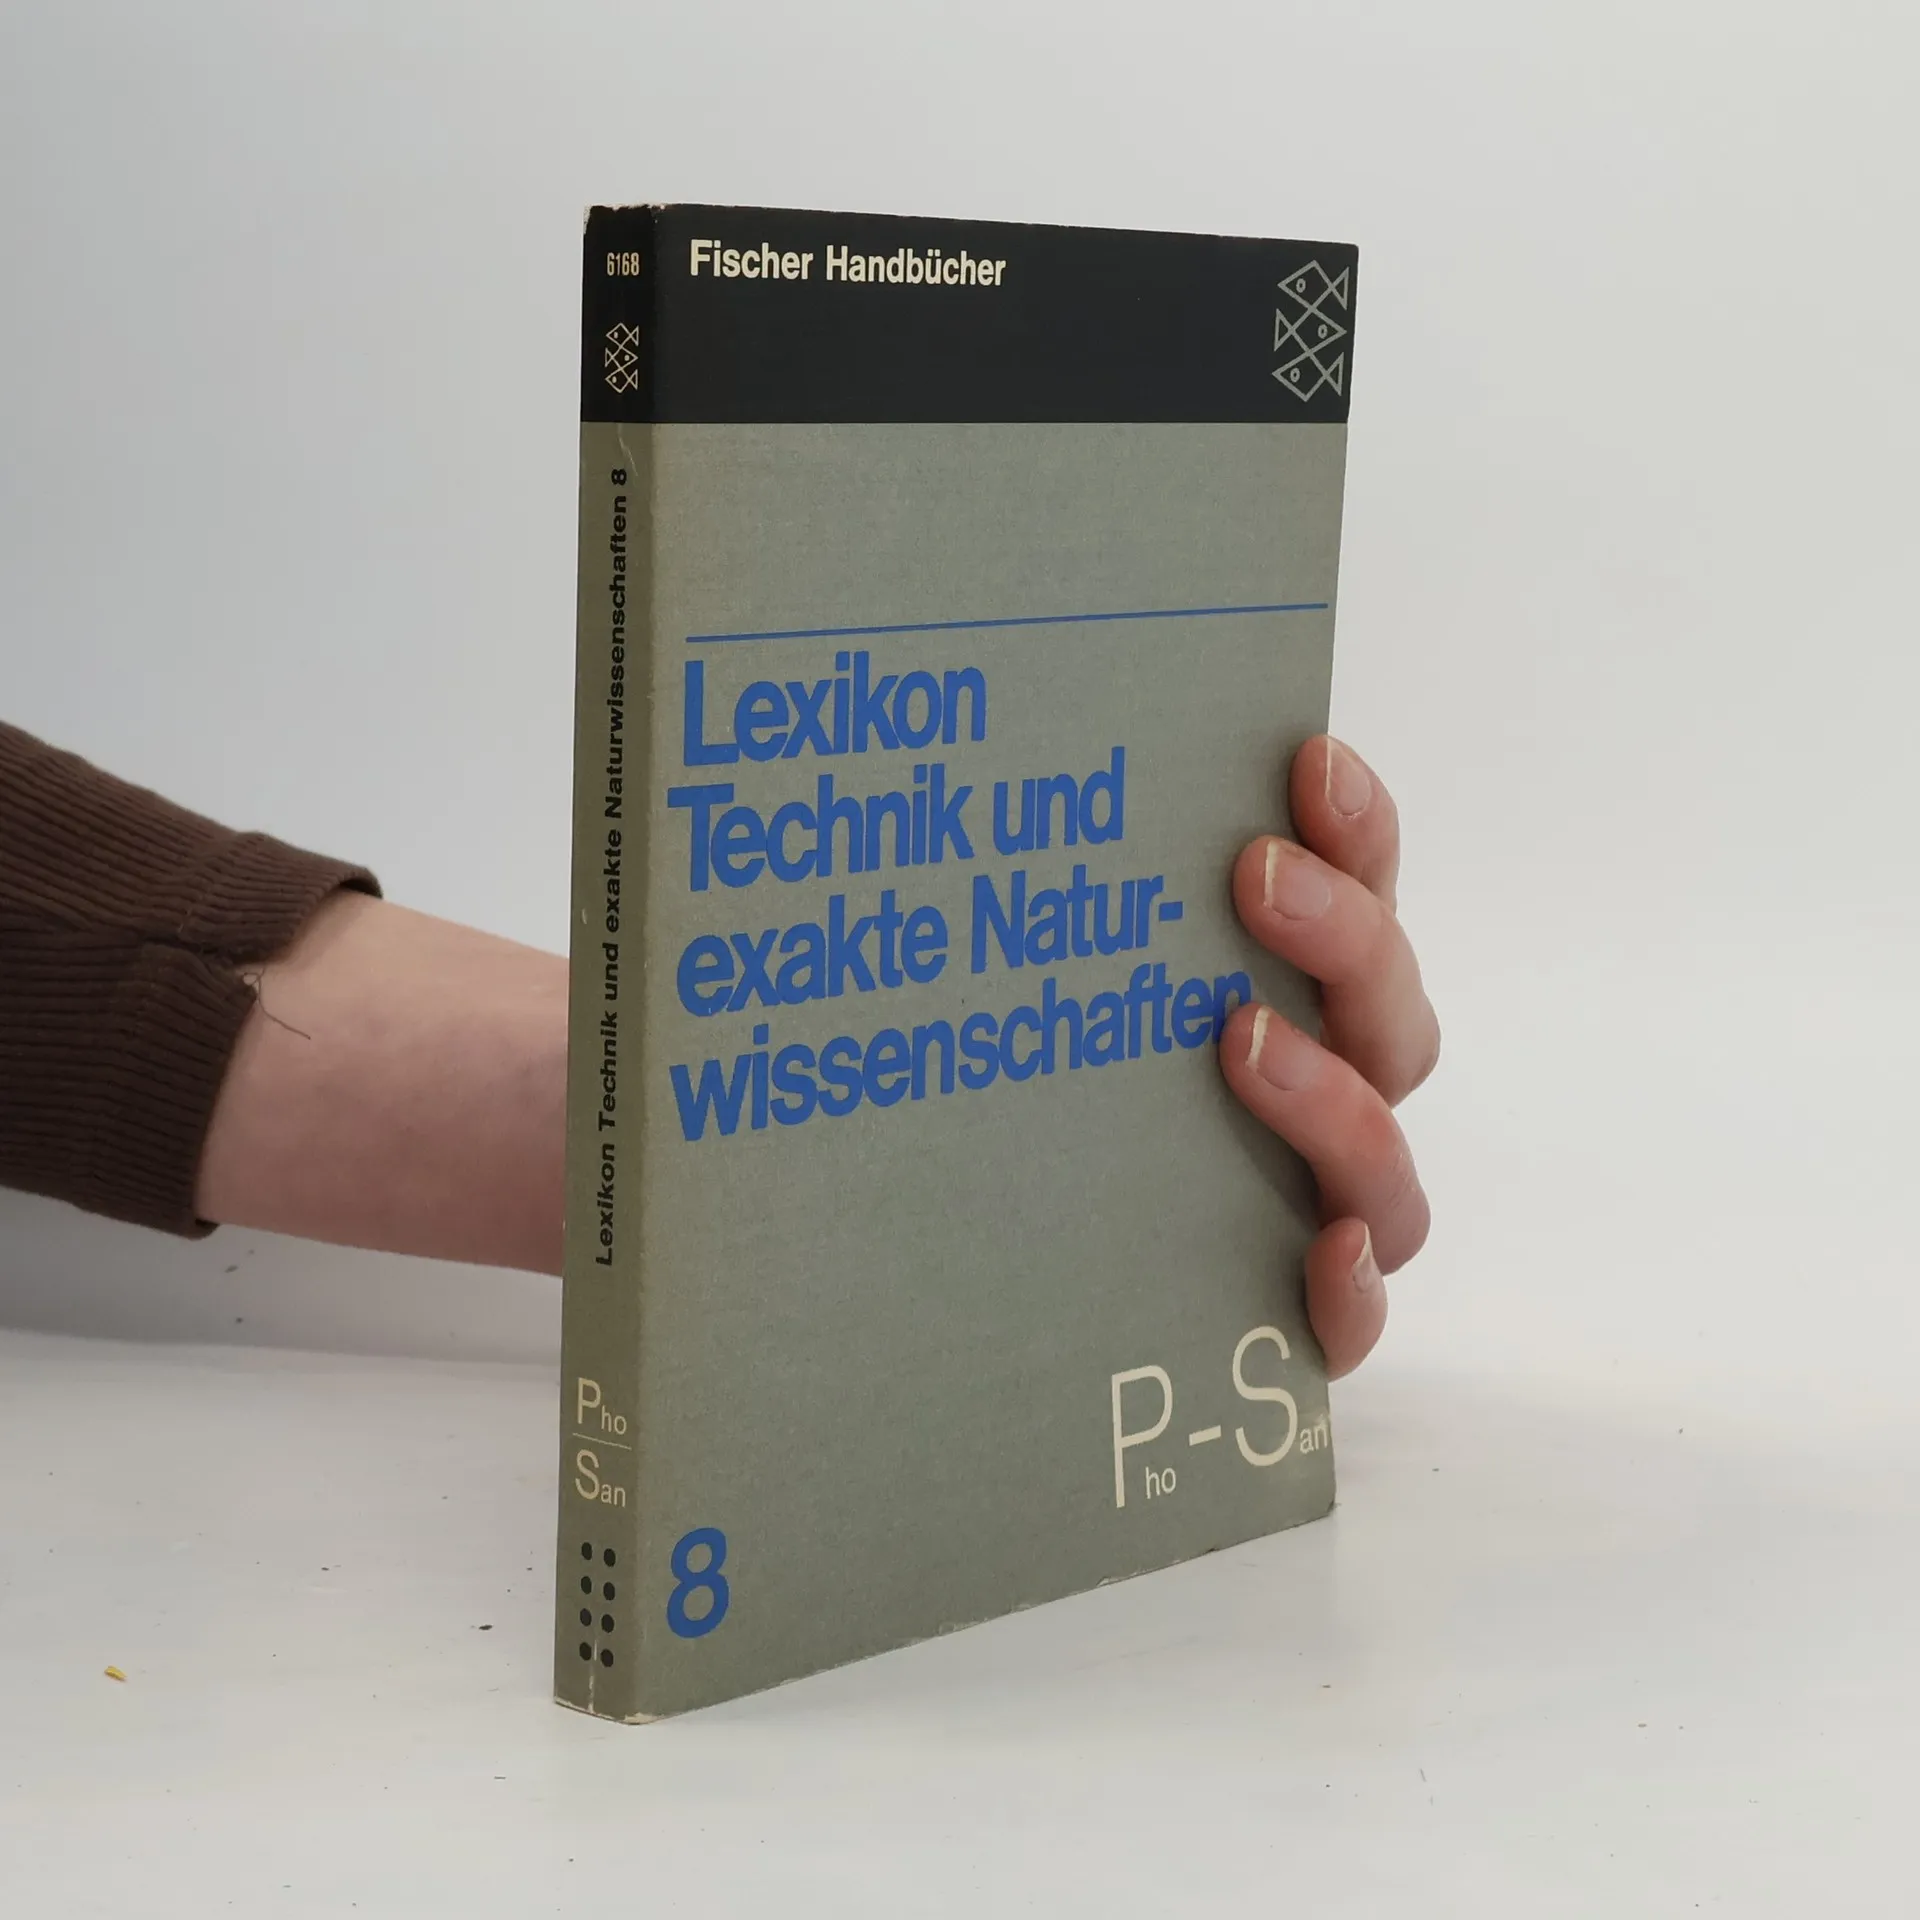 6168
Lexikon Technik und exakte Naturwissenschaften 8
Pho
San
Fischer Handbücher
Lexikon
Technik und
exakte Natur-
wissenschaften
Pho-San
8